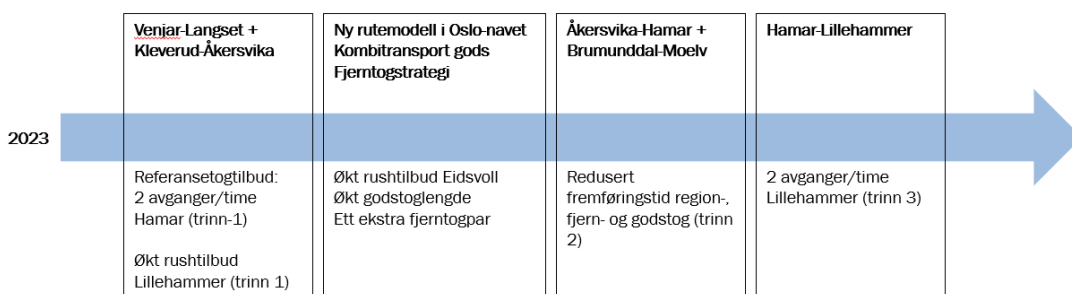 2023
Venjar-Langset +
Kleverud-Åkersvika
Referansetogtilbud:
2 avganger/time
Hamar (trinn-1)
Økt rushtilbud
Lillehammer (trinn 1)
Ny rutemodell i Oslo-navet
Kombitransport gods
Fjerntogstrategi
Økt rushtilbud Eidsvoll
Økt godstoglengde
Ett ekstra fjerntogpar
Åkersvika-Hamar +
Brumunddal-Moelv
Redusert
fremføringstid region-,
fjern- og godstog (trinn
2)
Hamar-Lillehammer
2 avganger/time
Lillehammer (trinn 3)